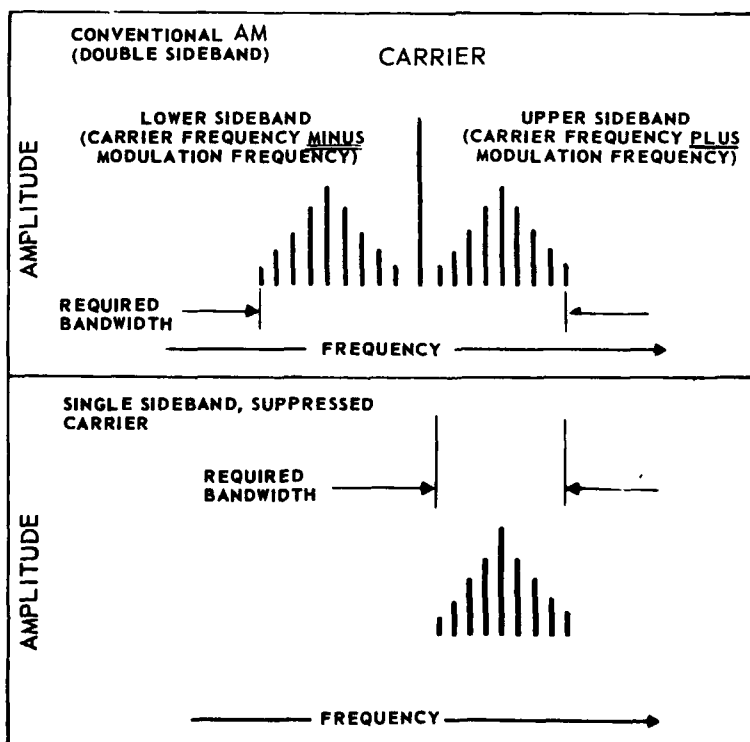 CONVENTIONAL AM
(DOUBLE SIDEBAND)
CARRIER
LOWER SIDEBAND
(CARRIER FREQUENCY MINUS
MODULATION FREQUENCY)
UPPER SIDEBAND
(CARRIER FREQUENCY PLUS
MODULATION FREQUENCY)
AMPLITUDE
REQUIRED
BANDWIDTH
FREQUENCY
SINGLE SIDEBAND, SUPPRESSED
CARRIER
REQUIRED
BANDWIDTH
AMPLITUDE
FREQUENCY